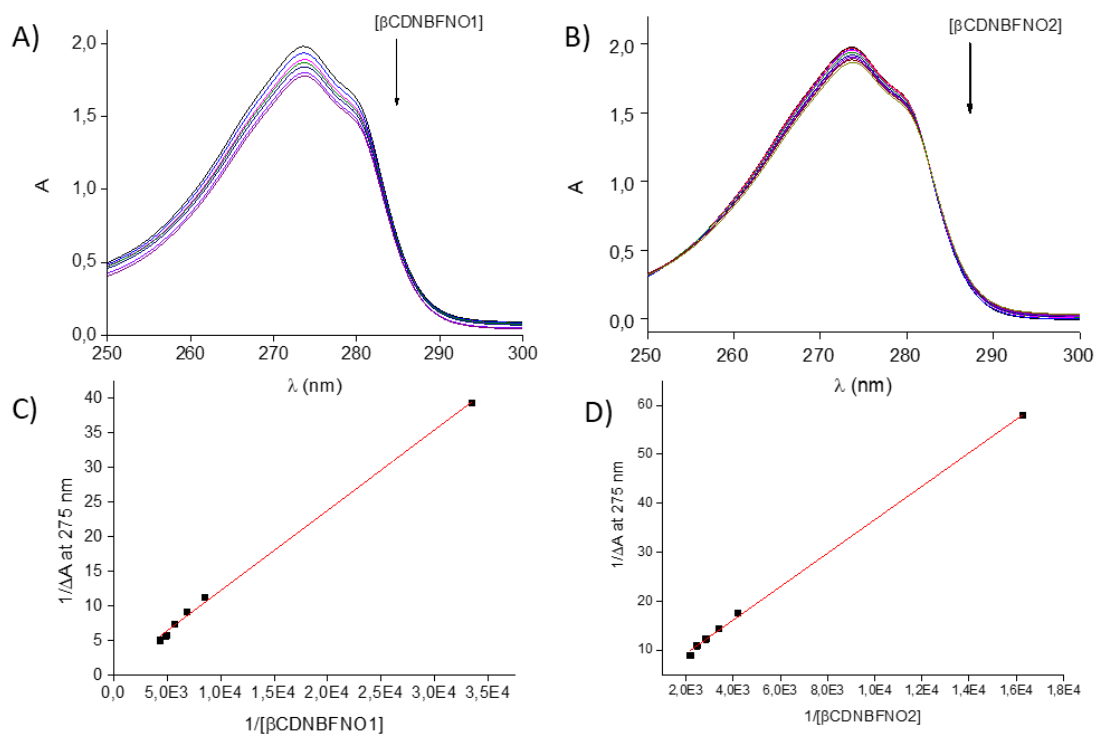 A)
[βCDNBFNO1]
2,0
1,5
1,0
0,5
0,0
A
250 260 270 280 290 300
λ (nm)
B)
[βCDNBFNO2]
2,0
1,5
1,0
0,5
0,0
A
250 260 270 280 290 300
λ (nm)
C)
40
35
30
25
20
15
10
5
0
1/ΔA at 275 nm
0,0 5,0E3 1,0E4 1,5E4 2,0E4 2,5E4 3,0E4 3,5E4
1/[βCDNBFNO1]
D)
60
50
40
30
20
10
1/ΔA at 275 nm
2,0E3 4,0E3 6,0E3 8,0E3 1,0E4 1,2E4 1,4E4 1,6E4 1,8E4
1/[βCDNBFNO2]